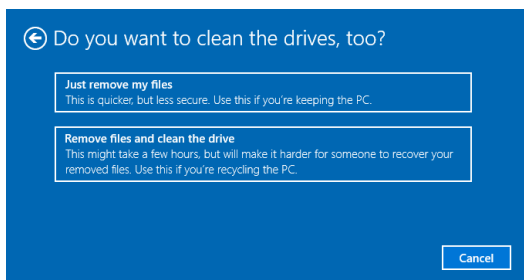 Do you want to clean the drives, too?
Just remove my files
This is quicker, but less secure. Use this if you're keeping the PC.
Remove files and clean the drive
This might take a few hours, but will make it harder for someone to recover your
removed files. Use this if you're recycling the PC.
Cancel